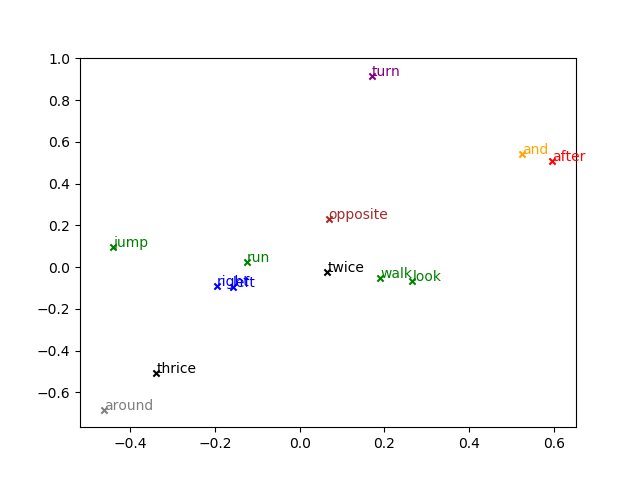 1.0
turn
0.8
0.6
and
after
0.4
opposite
0.2
jump
run
0.0
twice
walk
look
right
left
−0.2
−0.4
thrice
−0.6
around
−0.4
−0.2
0.0
0.2
0.4
0.6